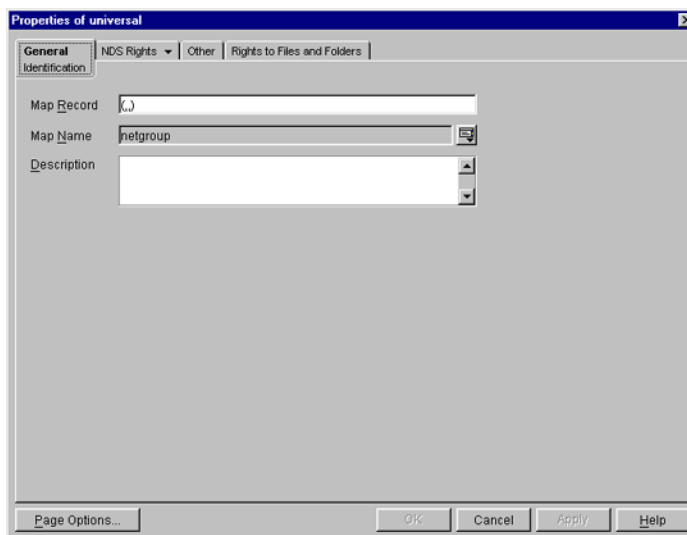 Properties of universal
General
NDS Rights
Other
Rights to Files and Folders
Identification
Map Record
(,,)
Map Name
netgroup
Description
Page Options...
OK
Cancel
Apply
Help